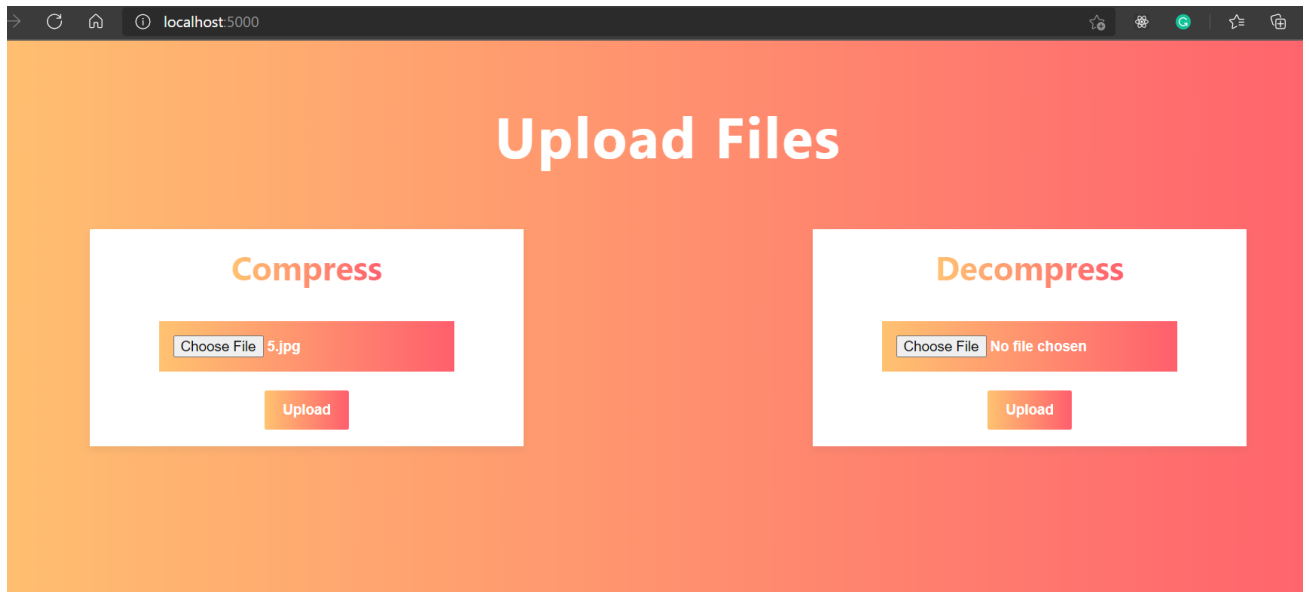 localhost:5000
G
Upload Files
Compress
Choose File 5.jpg
Upload
Decompress
Choose File No file chosen
Upload